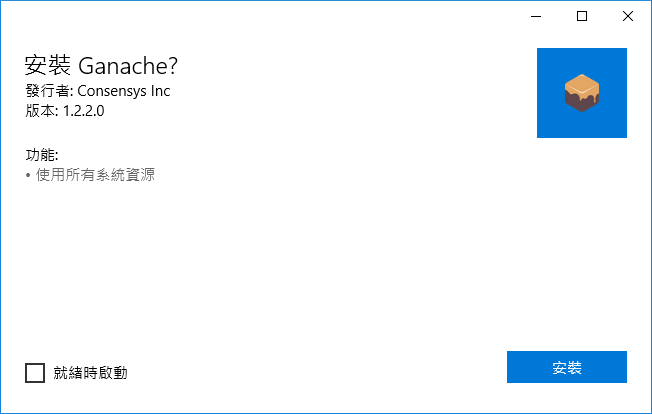 安裝 Ganache?
發行者: Consensys Inc
版本: 1.2.2.0
功能:
• 使用所有系統資源
就緒時啟動
安裝